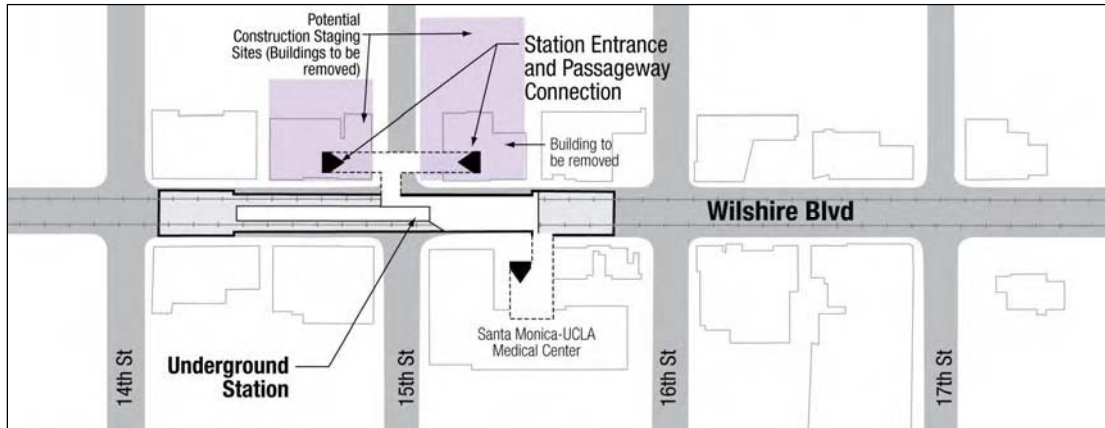 Potential
Construction Staging
Sites (Buildings to be
removed)
Station Entrance
and Passageway
Connection
Building to
be removed
Wilshire Blvd
Santa Monica-UCLA
Medical Center
Underground
Station
14th St
15th St
16th St
17th St